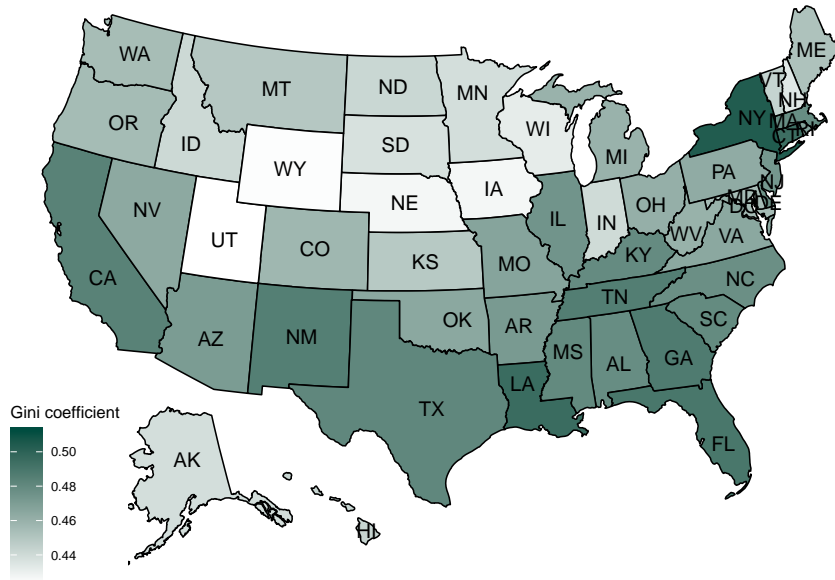 WA
ME
MT
ND
VT
MN
OR
NH
NY
MA
ID
WI
CT
RI
SD
MI
WY
PA
NJ
IA
NE
OH
MD
DE
NV
IL
IN
DC
UT
CO
WV
VA
KS
MO
KY
CA
NC
TN
OK
AZ
NM
AR
SC
MS
AL
GA
LA
TX
Gini coefficient
FL
0.50
AK
0.48
0.46
HI
0.44